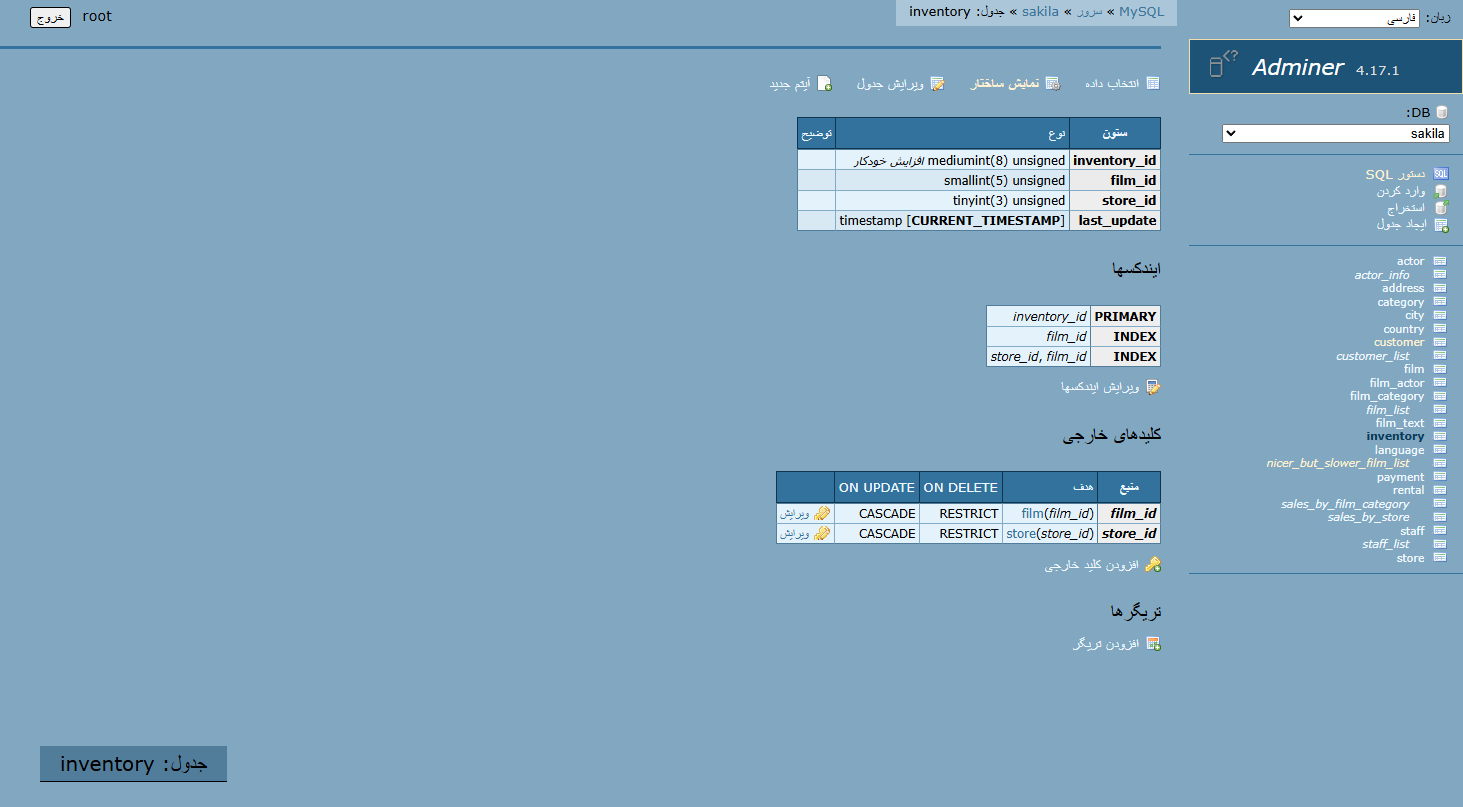 زبان: فارسی
Adminer 4.17.1
DB:
sakila
دستور SQL
وارد کردن
استخراج
ایجاد جدول
actor
actor_info
address
category
city
country
customer
customer_list
film
film_actor
film_category
film_list
film_text
inventory
language
nicer_but_slower_film_list
payment
rental
sales_by_film_category
sales_by_store
staff
staff_list
store
MySQL » سرور » sakila » جدول: inventory
root خروج
انتخاب داده نمایش ساختار ویرایش جدول آیتم جدید
ستون نوع توضیح
inventory_id mediumint(8) unsigned افزایش خودکار
film_id smallint(5) unsigned
store_id tinyint(3) unsigned
last_update timestamp [CURRENT_TIMESTAMP]
ایندکسها
PRIMARY inventory_id
INDEX film_id
INDEX store_id, film_id
ویرایش ایندکسها
کلیدهای خارجی
منبع هدف ON DELETE ON UPDATE
film_id film(film_id) RESTRICT CASCADE ویرایش
store_id store(store_id) RESTRICT CASCADE ویرایش
افزودن کلید خارجی
تریگرها
افزودن تریگر
جدول: inventory